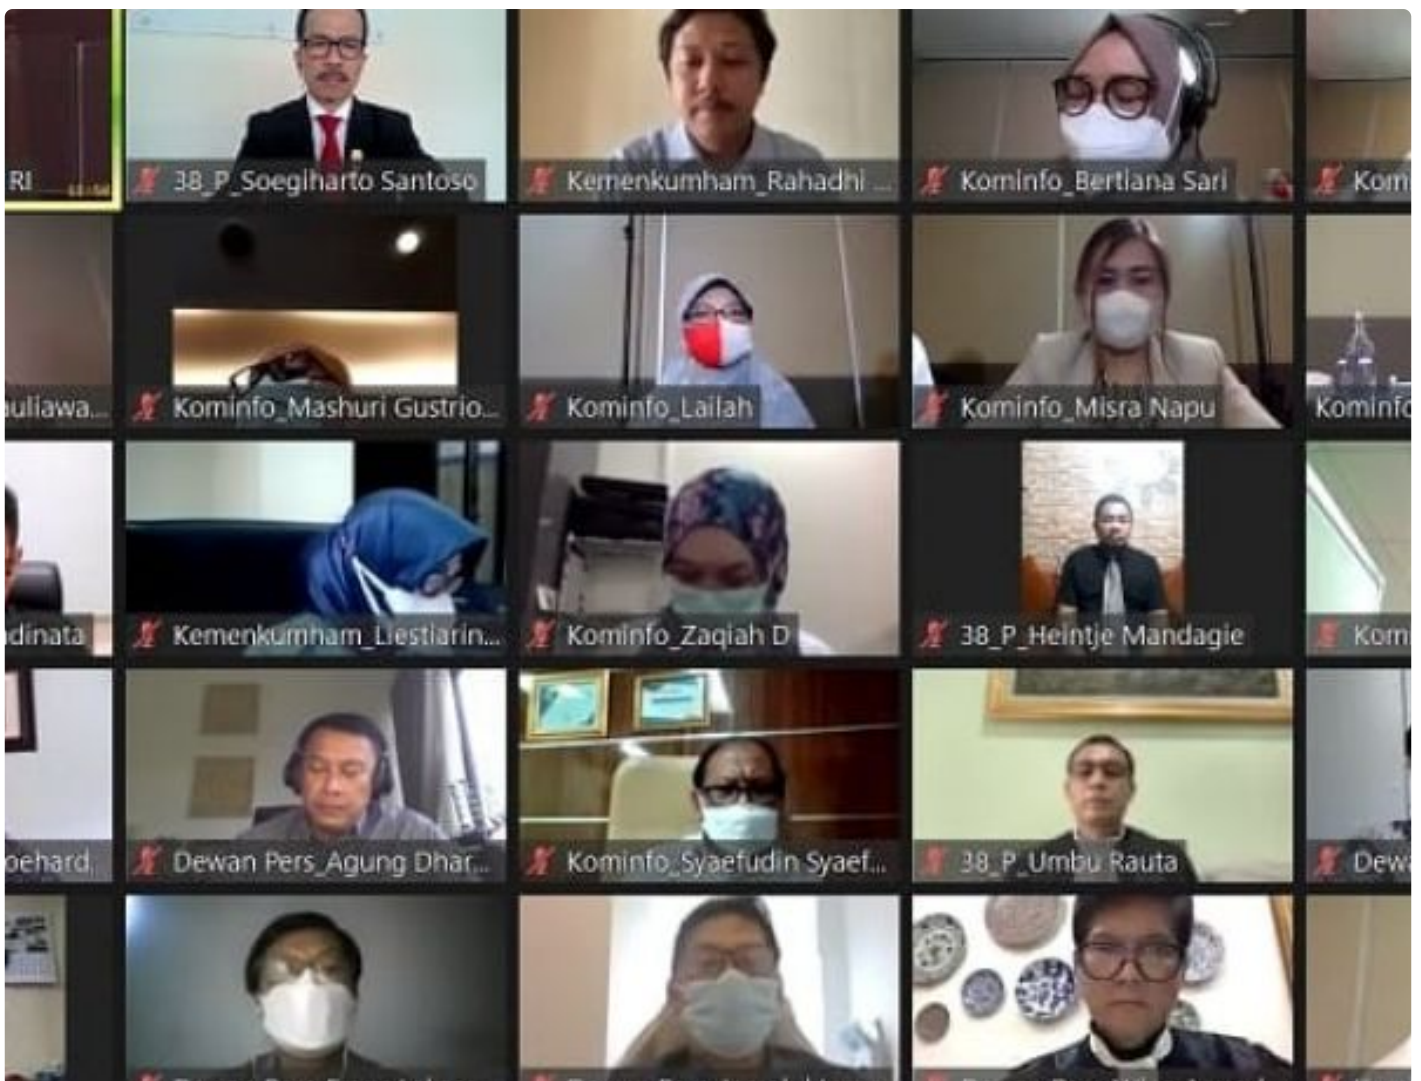 RI
38_P_Soegiharto Santoso
Kemenkumham_Rahadhi ...
Kominfo_Bertiana Sari
Kom
uliawa...
Kominfo_Mashuri Gustrio...
Kominfo_Lailah
Kominfo_Misra Napu
Kominfo
dinata
Kemenkumham_Liestiarin...
Kominfo_Zaqiah D
38_P_Heintje Mandagie
Kom
oehard,
Dewan Pers_Agung Dhar...
Kominfo_Syaefudin Syaef...
38_P_Umbu Rauta
Dewa